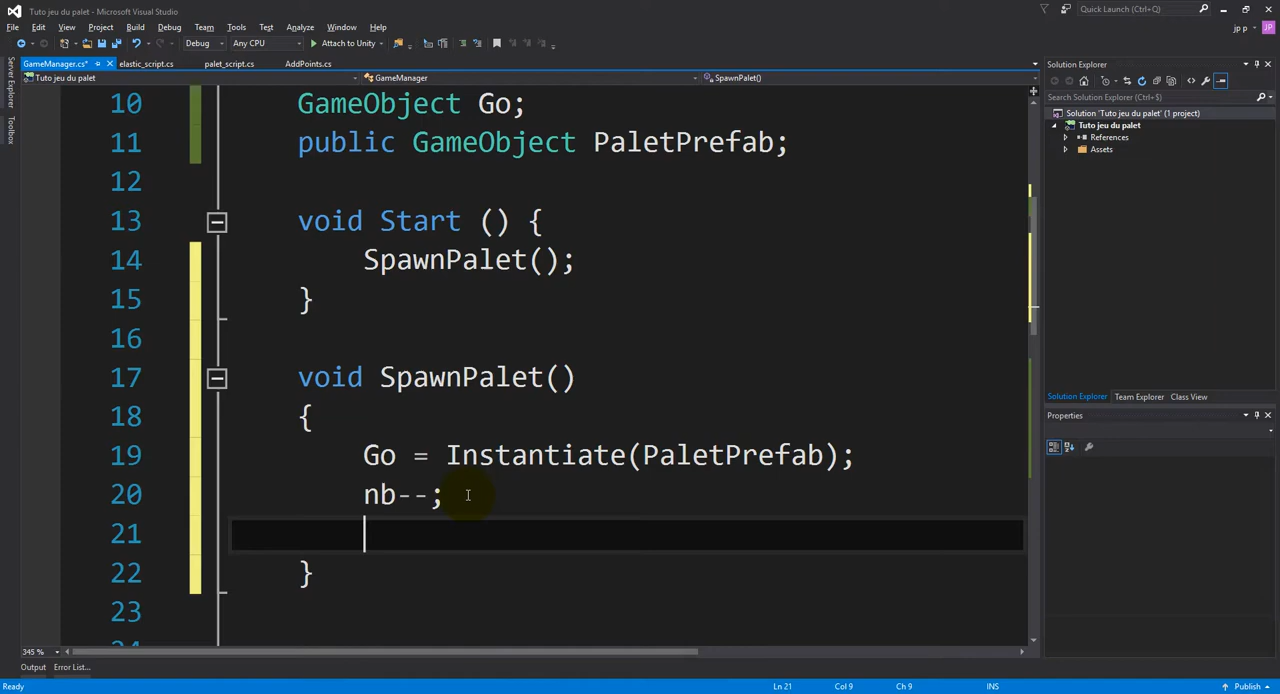 Tuto jeu du palet - Microsoft Visual Studio
Quick Launch (Ctrl+Q)
File Edit View Project Build Debug Team Tools Test Analyze Window Help
jp p JP
Debug Any CPU Attach to Unity
Server Explorer
Toolbox
GameManager.cs* elastic_script.cs palet_script.cs AddPoints.cs
Tuto jeu du palet GameManager SpawnPalet()
10 GameObject Go;
11 public GameObject PaletPrefab;
12
13 void Start () {
14 SpawnPalet();
15 }
16
17 void SpawnPalet()
18 {
19 Go = Instantiate(PaletPrefab);
20 nb--;
21
22 }
23
345 %
Solution Explorer
Search Solution Explorer (Ctrl+$)
Solution 'Tuto jeu du palet' (1 project)
Tuto jeu du palet
References
Assets
Solution Explorer Team Explorer Class View
Properties
Output Error List...
Ready Ln 21 Col 9 Ch 9 INS Publish